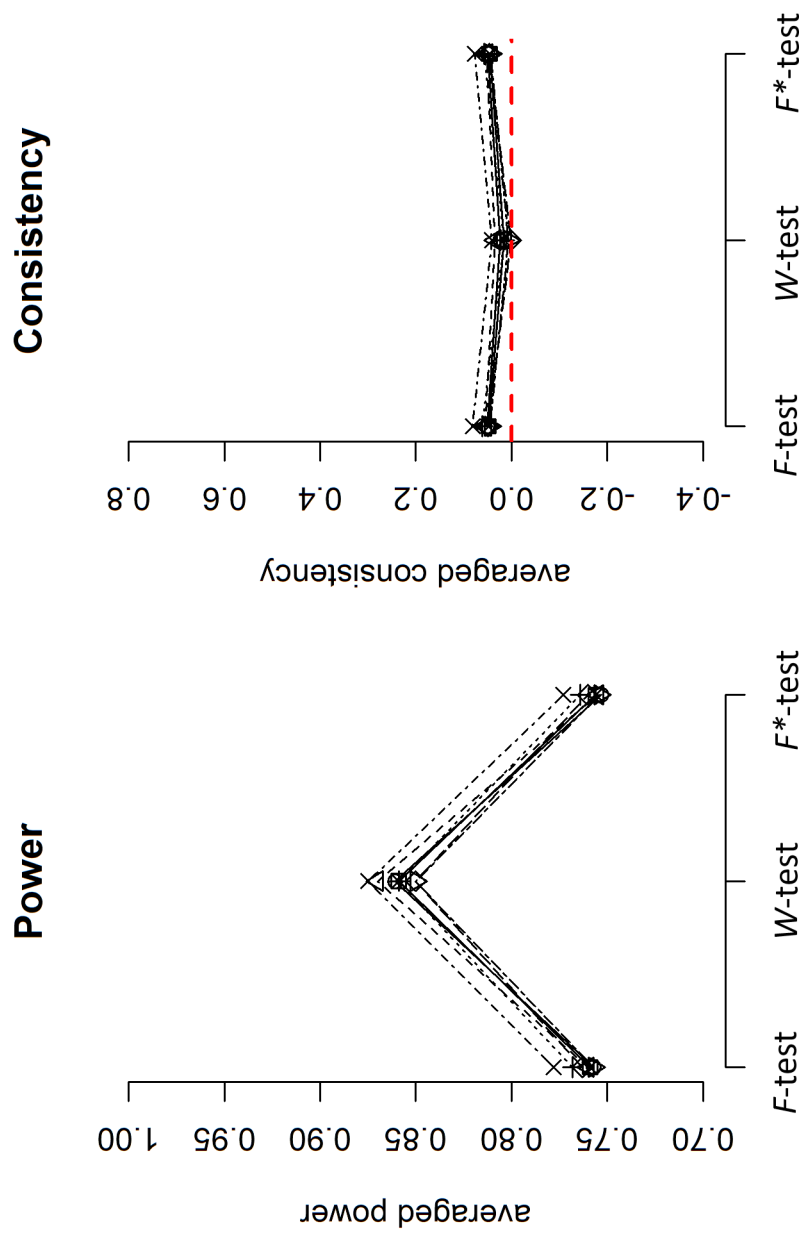 Power
averaged power
1.00
0.95
0.90
0.85
0.80
0.75
0.70
F-test
W-test
F*-test
Consistency
averaged consistency
0.8
0.6
0.4
0.2
0.0
-0.2
-0.4
F-test
W-test
F*-test